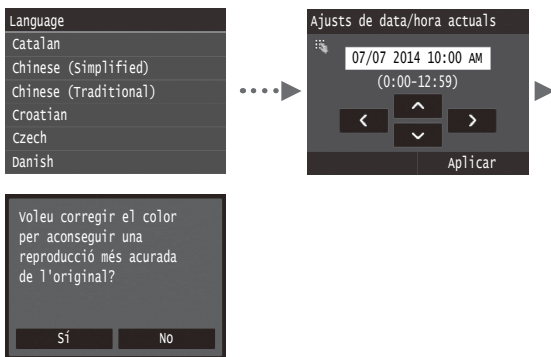 Language
Catalan
Chinese (Simplified)
Chinese (Traditional)
Croatian
Czech
Danish
Ajusts de data/hora actuals
07/07 2014 10:00 AM
(0:00-12:59)
Aplicar
Voleu corregir el color
per aconseguir una
reproducció més acurada
de l'original?
Sí No